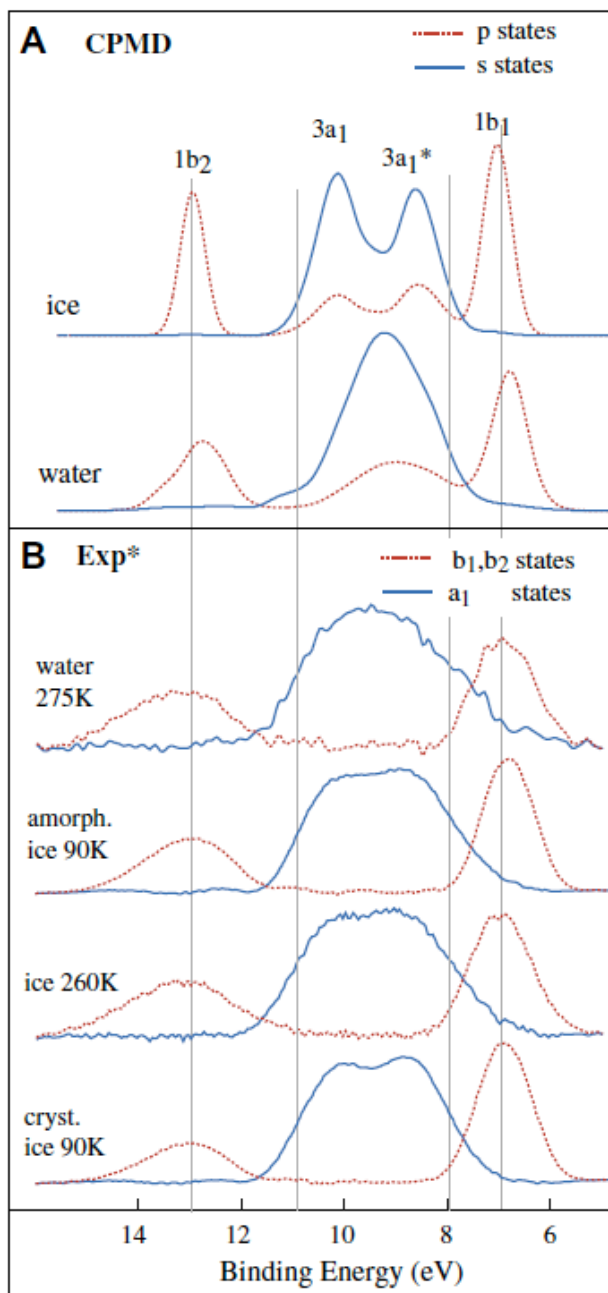 A CPMD
p states
s states
1b2
3a1
3a1*
1b1
ice
water
B Exp*
b1,b2 states
a1 states
water
275K
amorph.
ice 90K
ice 260K
cryst.
ice 90K
14 12 10 8 6
Binding Energy (eV)